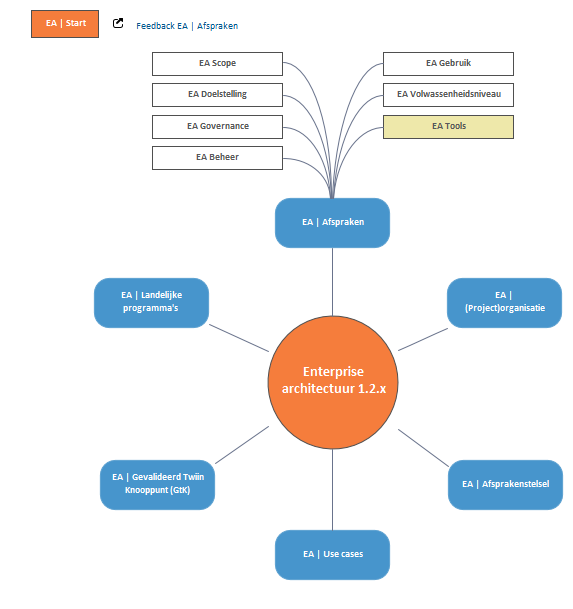 EA | Start
Feedback EA | Afspraken
EA Scope
EA Gebruik
EA Doelstelling
EA Volwassenheidsniveau
EA Governance
EA Tools
EA Beheer
EA | Afspraken
EA | Landelijke
programma's
EA |
(Project)organisatie
Enterprise
architectuur 1.2.x
EA | Gevalideerd Twiin
Knooppunt (GtK)
EA | Afsprakenstelsel
EA | Use cases